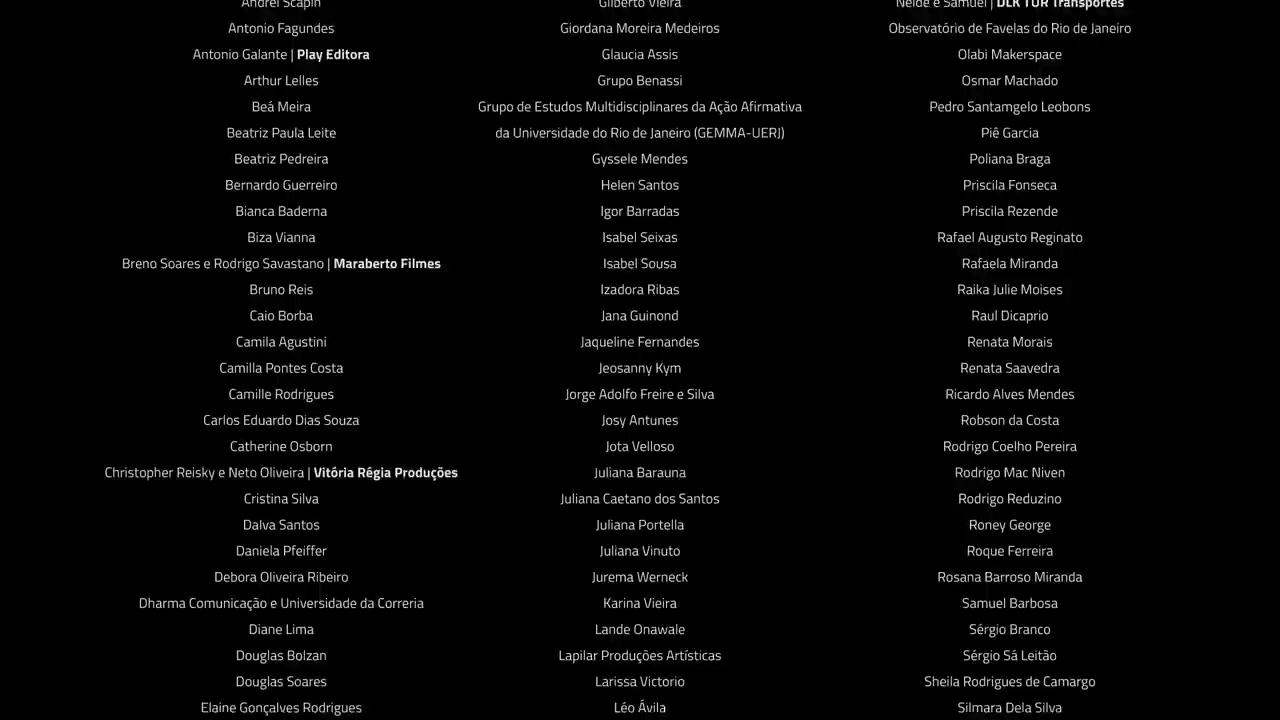 Andrei Scapin
Antonio Fagundes
Antonio Galante | Play Editora
Arthur Lelles
Beá Meira
Beatriz Paula Leite
Beatriz Pedreira
Bernardo Guerreiro
Bianca Baderna
Biza Vianna
Breno Soares e Rodrigo Savastano | Maraberto Filmes
Bruno Reis
Caio Borba
Camila Agustini
Camilla Pontes Costa
Camille Rodrigues
Carlos Eduardo Dias Souza
Catherine Osborn
Christopher Reisky e Neto Oliveira | Vitória Régia Produções
Cristina Silva
Dalva Santos
Daniela Pfeiffer
Debora Oliveira Ribeiro
Dharma Comunicação e Universidade da Correria
Diane Lima
Douglas Bolzan
Douglas Soares
Elaine Gonçalves Rodrigues
Gilberto Vieira
Giordana Moreira Medeiros
Glaucia Assis
Grupo Benassi
Grupo de Estudos Multidisciplinares da Ação Afirmativa
da Universidade do Rio de Janeiro (GEMMA-UERJ)
Gyssele Mendes
Helen Santos
Igor Barradas
Isabel Seixas
Isabel Sousa
Izadora Ribas
Jana Guinond
Jaqueline Fernandes
Jeosanny Kym
Jorge Adolfo Freire e Silva
Josy Antunes
Jota Velloso
Juliana Barauna
Juliana Caetano dos Santos
Juliana Portella
Juliana Vinuto
Jurema Werneck
Karina Vieira
Lande Onawale
Lapilar Produções Artísticas
Larissa Victorio
Léo Ávila
Neide e Samuel | DLK TUR Transportes
Observatório de Favelas do Rio de Janeiro
Olabi Makerspace
Osmar Machado
Pedro Santamgelo Leobons
Piê Garcia
Poliana Braga
Priscila Fonseca
Priscila Rezende
Rafael Augusto Reginato
Rafaela Miranda
Raika Julie Moises
Raul Dicaprio
Renata Morais
Renata Saavedra
Ricardo Alves Mendes
Robson da Costa
Rodrigo Coelho Pereira
Rodrigo Mac Niven
Rodrigo Reduzino
Roney George
Roque Ferreira
Rosana Barroso Miranda
Samuel Barbosa
Sérgio Branco
Sérgio Sá Leitão
Sheila Rodrigues de Camargo
Silmara Dela Silva